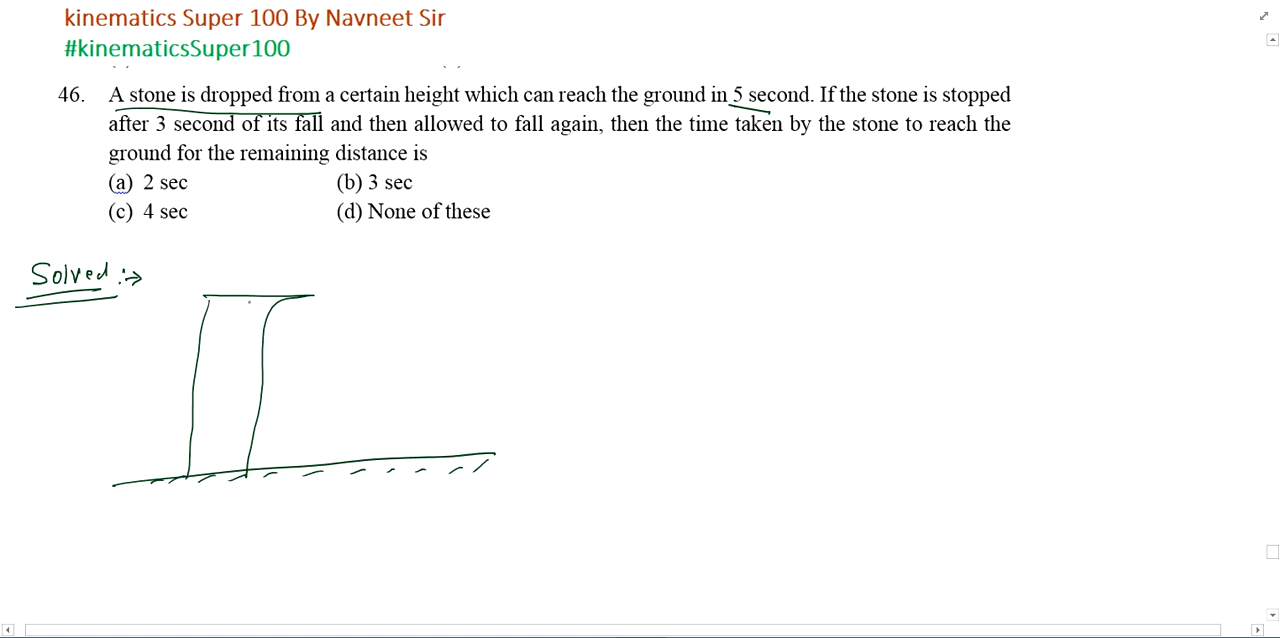 kinematics Super 100 By Navneet Sir
#kinematicsSuper100
46. A stone is dropped from a certain height which can reach the ground in 5 second. If the stone is stopped
after 3 second of its fall and then allowed to fall again, then the time taken by the stone to reach the
ground for the remaining distance is
(a) 2 sec (b) 3 sec
(c) 4 sec (d) None of these
Solved :→